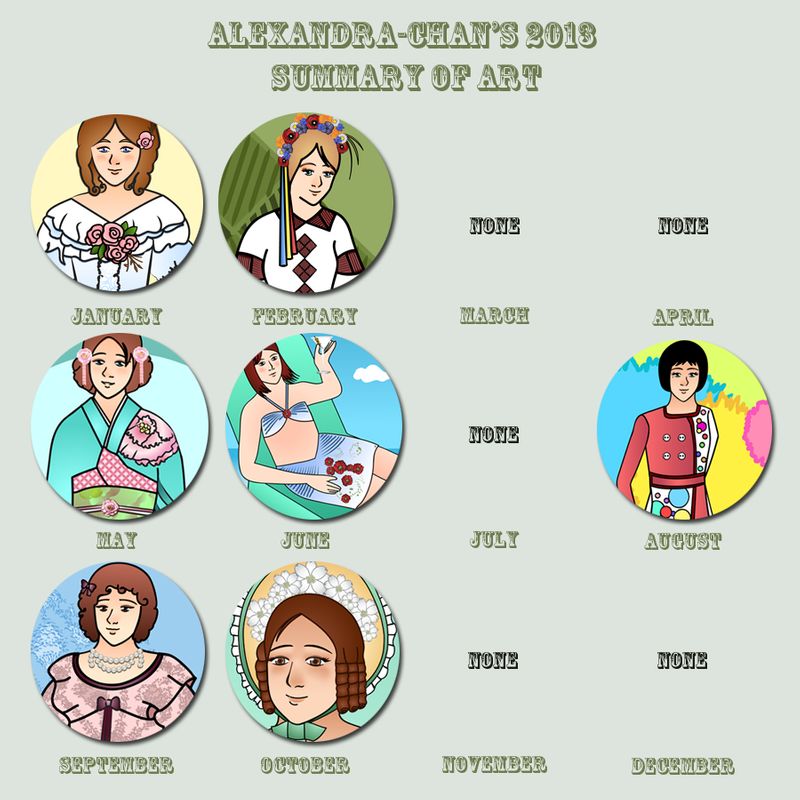 ALEXANDRA-CHAN'S 2013
SUMMARY OF ART
NONE
NONE
JANUARY
FEBRUARY
MARCH
APRIL
NONE
MAY
JUNE
JULY
AUGUST
NONE
NONE
SEPTEMBER
OCTOBER
NOVEMBER
DECEMBER